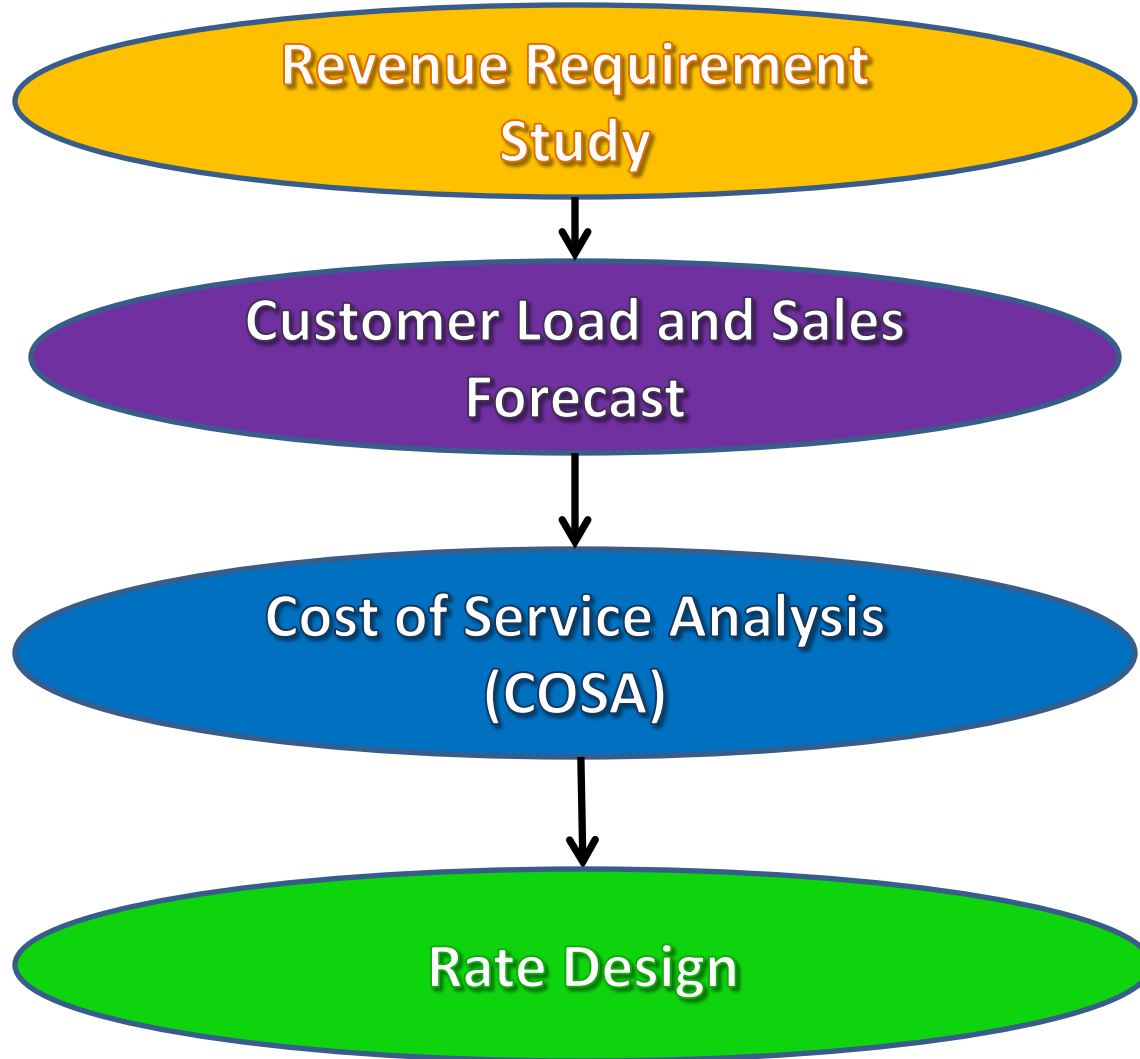 Revenue Requirement
Study
Customer Load and Sales
Forecast
Cost of Service Analysis
(COSA)
Rate Design